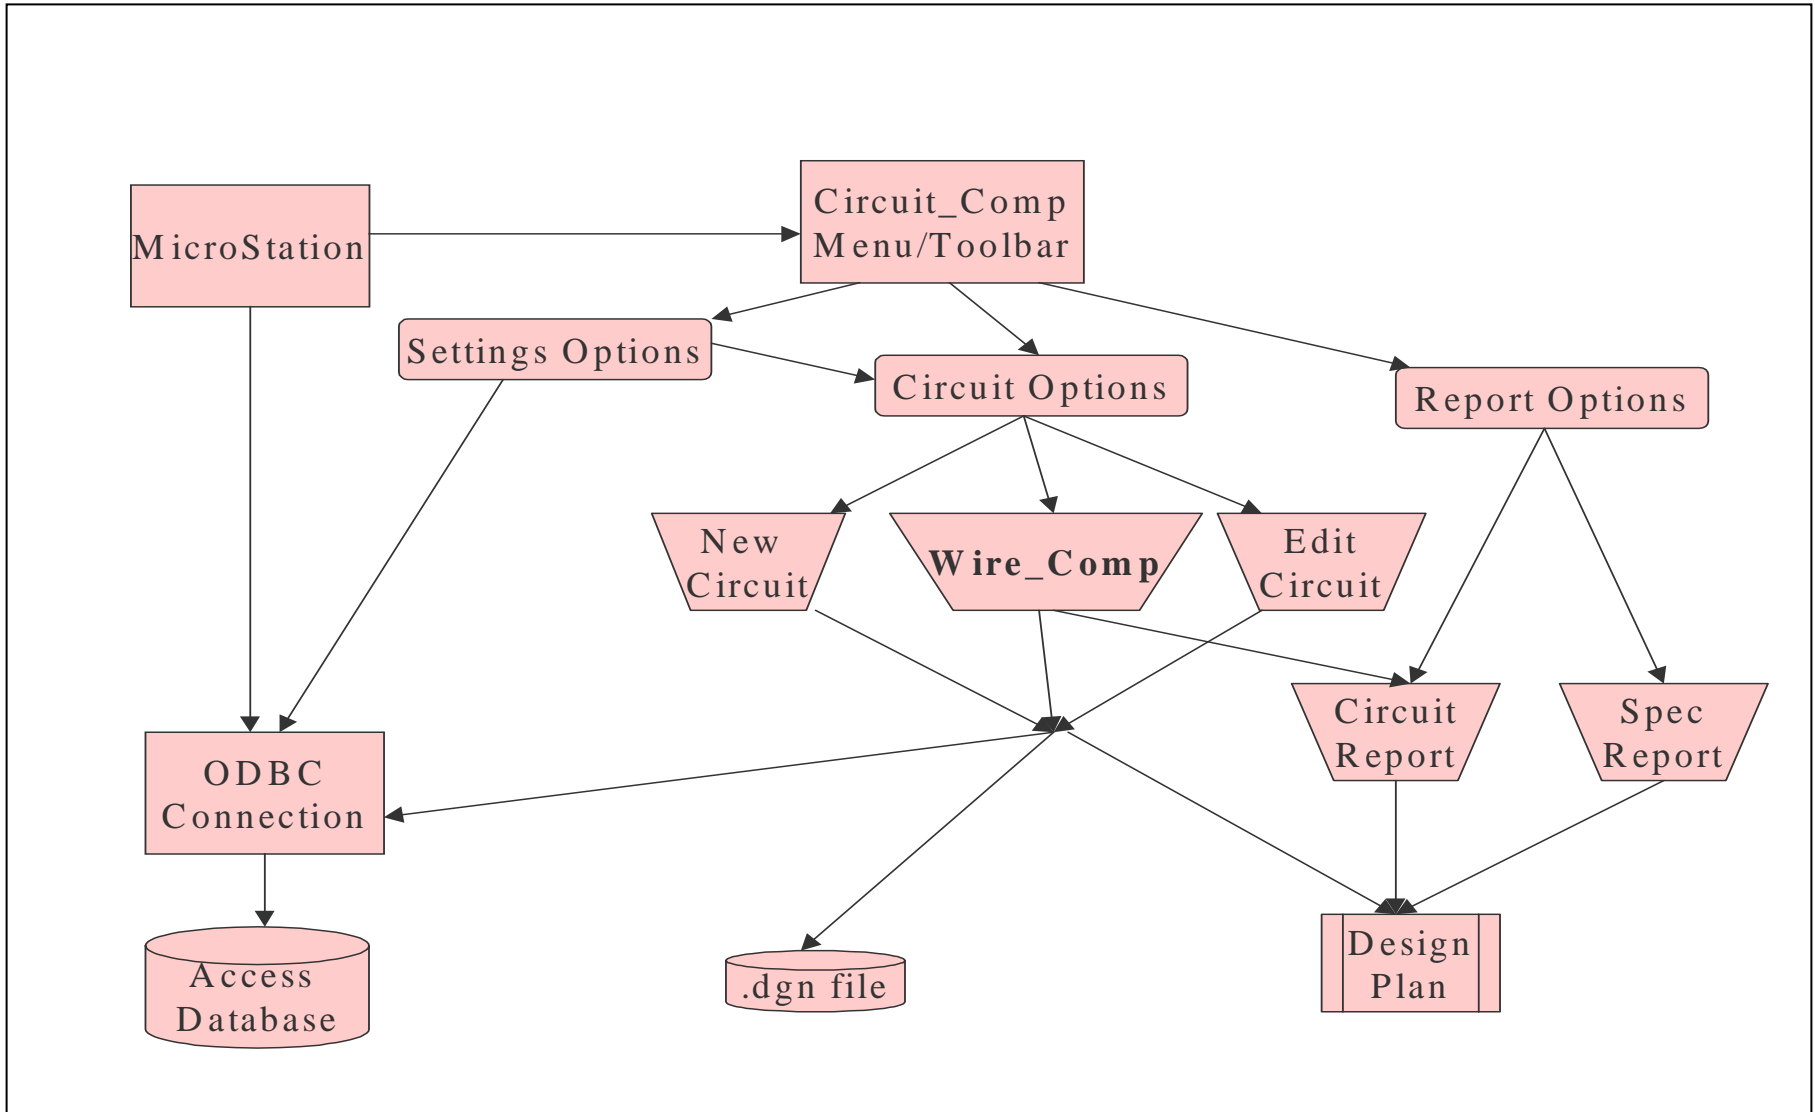 Circuit_Comp
Menu/Toolbar
MicroStation
Settings Options
Circuit Options
Report Options
New
Circuit
Wire_Comp
Edit
Circuit
Circuit
Report
Spec
Report
ODBC
Connection
Access
Database
.dgn file
Design
Plan